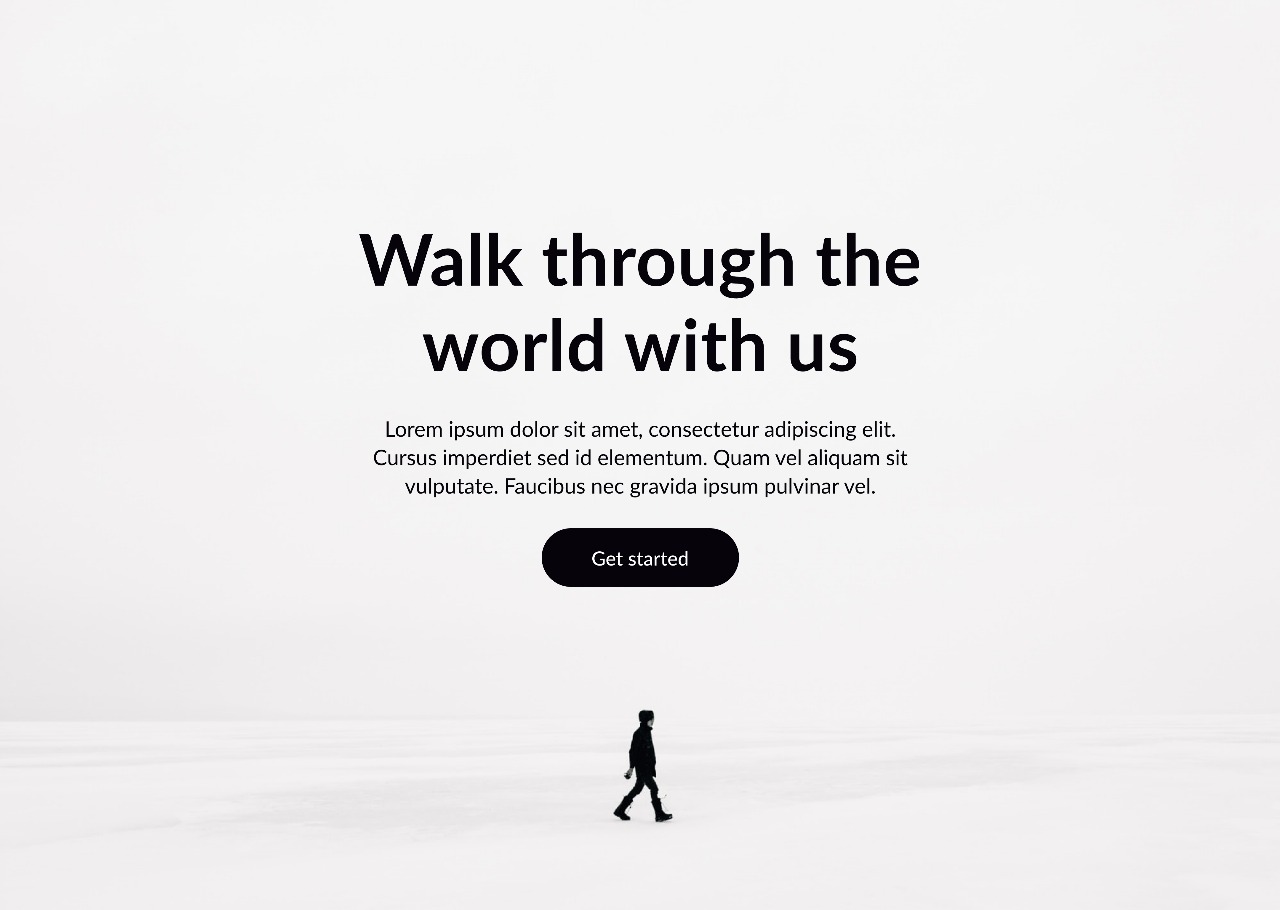 Walk through the
world with us
Lorem ipsum dolor sit amet, consectetur adipiscing elit.
Cursus imperdiet sed id elementum. Quam vel aliquam sit
vulputate. Faucibus nec gravida ipsum pulvinar vel.
Get started